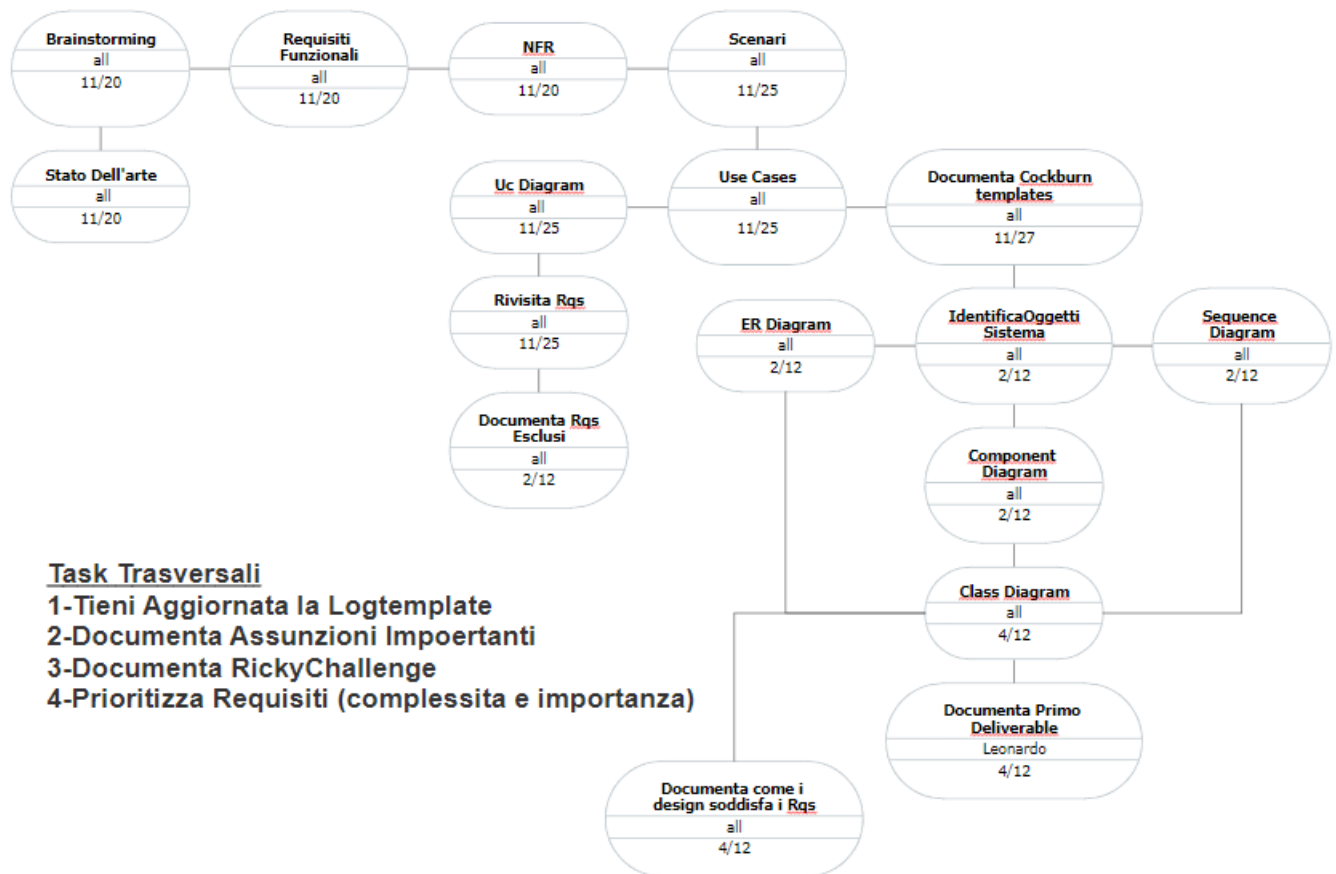 Brainstorming
all
11/20
Requisiti
Funzionali
all
11/20
NFR
all
11/20
Scenari
all
11/25
Stato Dell'arte
all
11/20
Uc Diagram
all
11/25
Use Cases
all
11/25
Documenta Cockburn
templates
all
11/27
Rivisita Rqs
all
11/25
ER Diagram
all
2/12
IdentificaOggetti
Sistema
all
2/12
Sequence
Diagram
all
2/12
Documenta Rqs
Esclusi
all
2/12
Component
Diagram
all
2/12
Task Trasversali
1-Tieni Aggiornata la Logtemplate
2-Documenta Assunzioni Impoertanti
3-Documenta RickyChallenge
4-Prioritizza Requisiti (complessita e importanza)
Class Diagram
all
4/12
Documenta Primo
Deliverable
Leonardo
4/12
Documenta come i
design soddisfa i Rqs
all
4/12